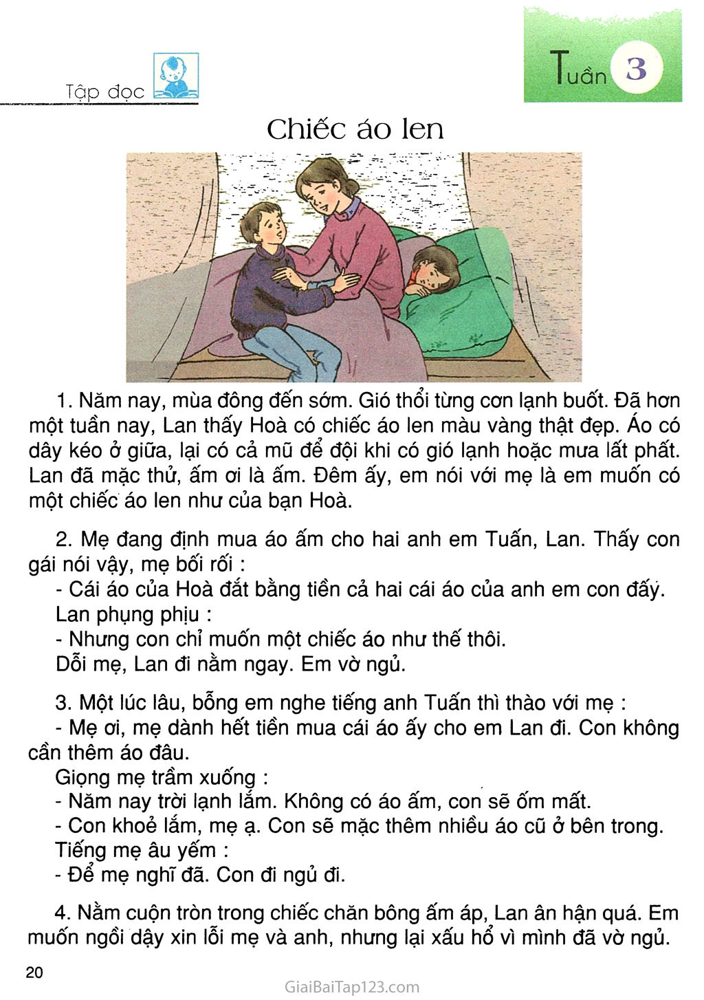 Tuần 3
Tập đọc
Chiếc áo len
1. Năm nay, mùa đông đến sớm. Gió thổi từng cơn lạnh buốt. Đã hơn
một tuần nay, Lan thấy Hoà có chiếc áo len màu vàng thật đẹp. Áo có
dây kéo ở giữa, lại có cả mũ để đội khi có gió lạnh hoặc mưa lất phất.
Lan đã mặc thử, ấm ơi là ấm. Đêm ấy, em nói với mẹ là em muốn có
một chiếc áo len như của bạn Hoà.
2. Mẹ đang định mua áo ấm cho hai anh em Tuấn, Lan. Thấy con
gái nói vậy, mẹ bối rối :
- Cái áo của Hoà đắt bằng tiền cả hai cái áo của anh em con đấy.
Lan phụng phịu :
- Nhưng con chỉ muốn một chiếc áo như thế thôi.
Dỗi mẹ, Lan đi nằm ngay. Em vờ ngủ.
3. Một lúc lâu, bỗng em nghe tiếng anh Tuấn thì thào với mẹ :
- Mẹ ơi, mẹ dành hết tiền mua cái áo ấy cho em Lan đi. Con không
cần thêm áo đâu.
Giọng mẹ trầm xuống :
- Năm nay trời lạnh lắm. Không có áo ấm, con sẽ ốm mất.
- Con khoẻ lắm, mẹ ạ. Con sẽ mặc thêm nhiều áo cũ ở bên trong.
Tiếng mẹ âu yếm :
- Để mẹ nghĩ đã. Con đi ngủ đi.
4. Nằm cuộn tròn trong chiếc chăn bông ấm áp, Lan ân hận quá. Em
muốn ngồi dậy xin lỗi mẹ và anh, nhưng lại xấu hổ vì mình đã vờ ngủ.
20
GiaiBaiTap123.com